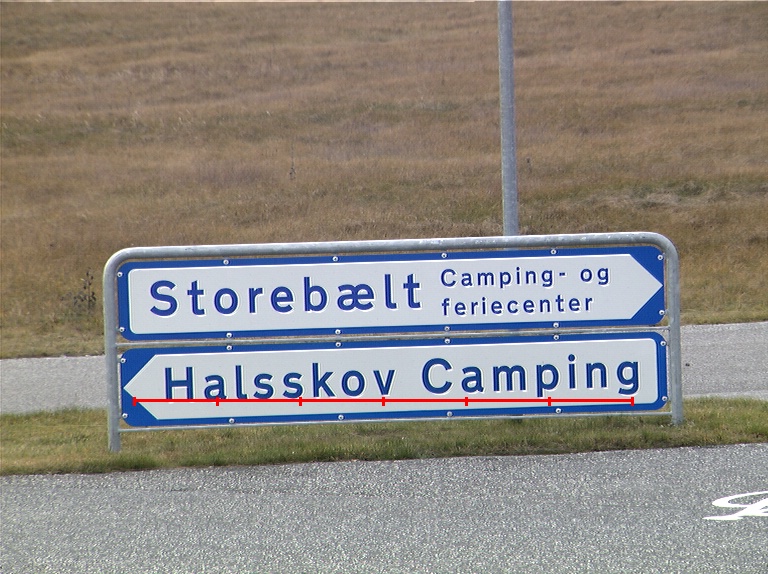 Storebælt Camping- og
feriecenter
Halsskov Camping